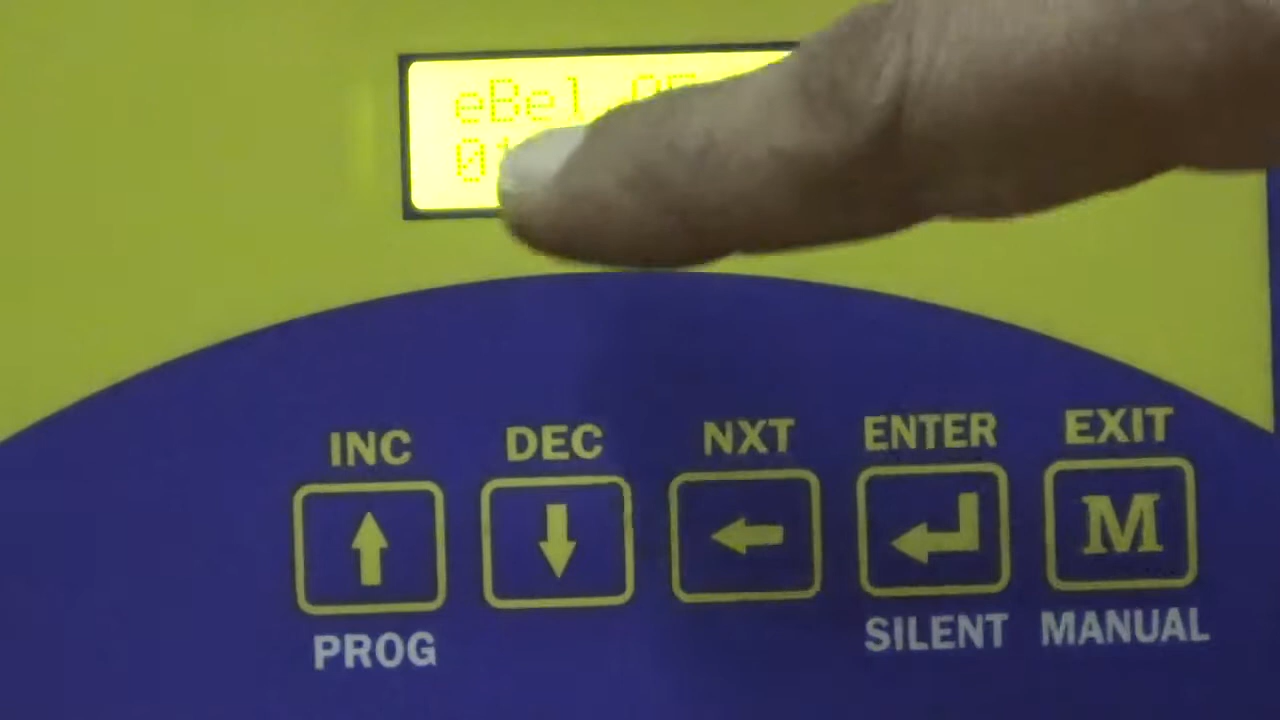 eBel
INC
DEC
NXT
ENTER
EXIT
M
PROG
SILENT
MANUAL